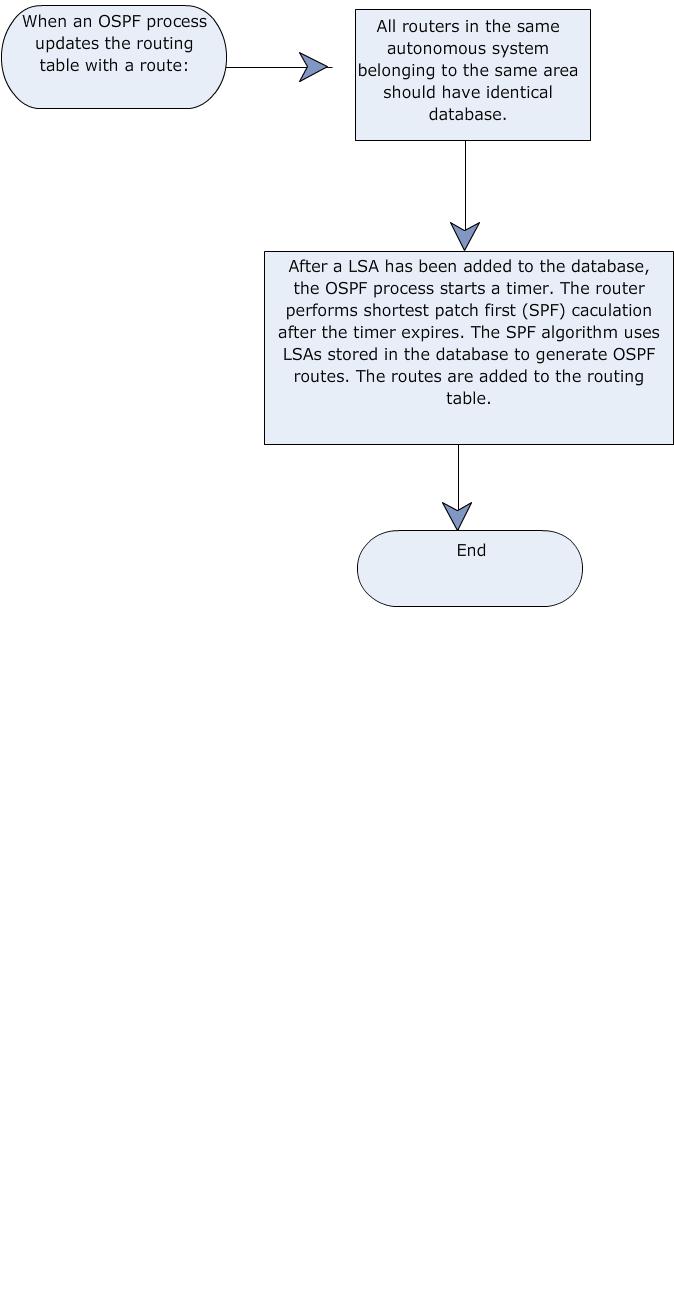 When an OSPF process
updates the routing
table with a route:
All routers in the same
autonomous system
belonging to the same area
should have identical
database.
After a LSA has been added to the database,
the OSPF process starts a timer. The router
performs shortest patch first (SPF) caculation
after the timer expires. The SPF algorithm uses
LSAs stored in the database to generate OSPF
routes. The routes are added to the routing
table.
End